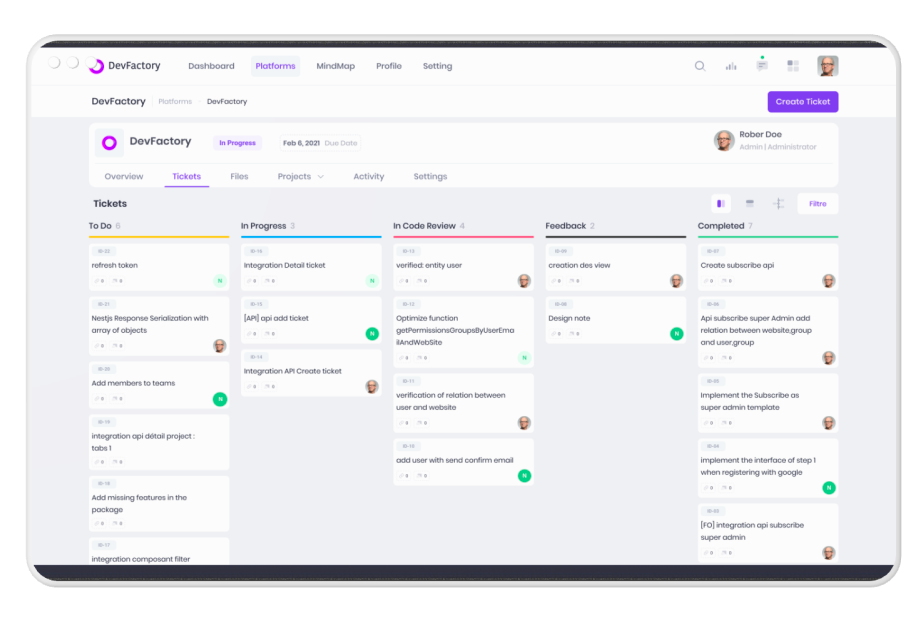 DevFactory Dashboard Platforms MindMap Profile Setting
DevFactory Platforms DevFactory Create Ticket
DevFactory In Progress Feb 6, 2021 Due Date
Rober Doe
Admin | Administrator
Overview Tickets Files Projects Activity Settings
Tickets Filtre
To Do 6
ID-22
refresh token
0 0 N
ID-21
Nestjs Response Serialization with
array of objects
0 0
ID-20
Add members to teams
0 0 N
ID-19
integration api détail project :
tabs 1
0 0
ID-18
Add missing features in the
package
0 0
ID-17
integration composant filter
In Progress 3
ID-16
Integration Detail ticket
0 0 N
ID-15
[API] api add ticket
0 0 N
ID-14
Integration API Create ticket
0 0
In Code Review 4
ID-13
verified: entity user
0 0
ID-12
Optimize function
getPermissionsGroupsByUserEma
ilAndWebSite
0 0 N
ID-11
verification of relation between
user and website
0 0
ID-10
add user with send confirm email
0 0 N
Feedback 2
ID-09
creation des view
0 0
ID-08
Design note
0 0 N
Completed 7
ID-07
Create subscribe api
0 0
ID-06
Api subscribe super Admin add
relation between website,group
and user,group
0 0
ID-05
Implement the Subscribe as
super admin template
0 0
ID-04
implement the interface of step 1
when registering with google
0 0 N
ID-03
[FO] integration api subscribe
super admin
0 0